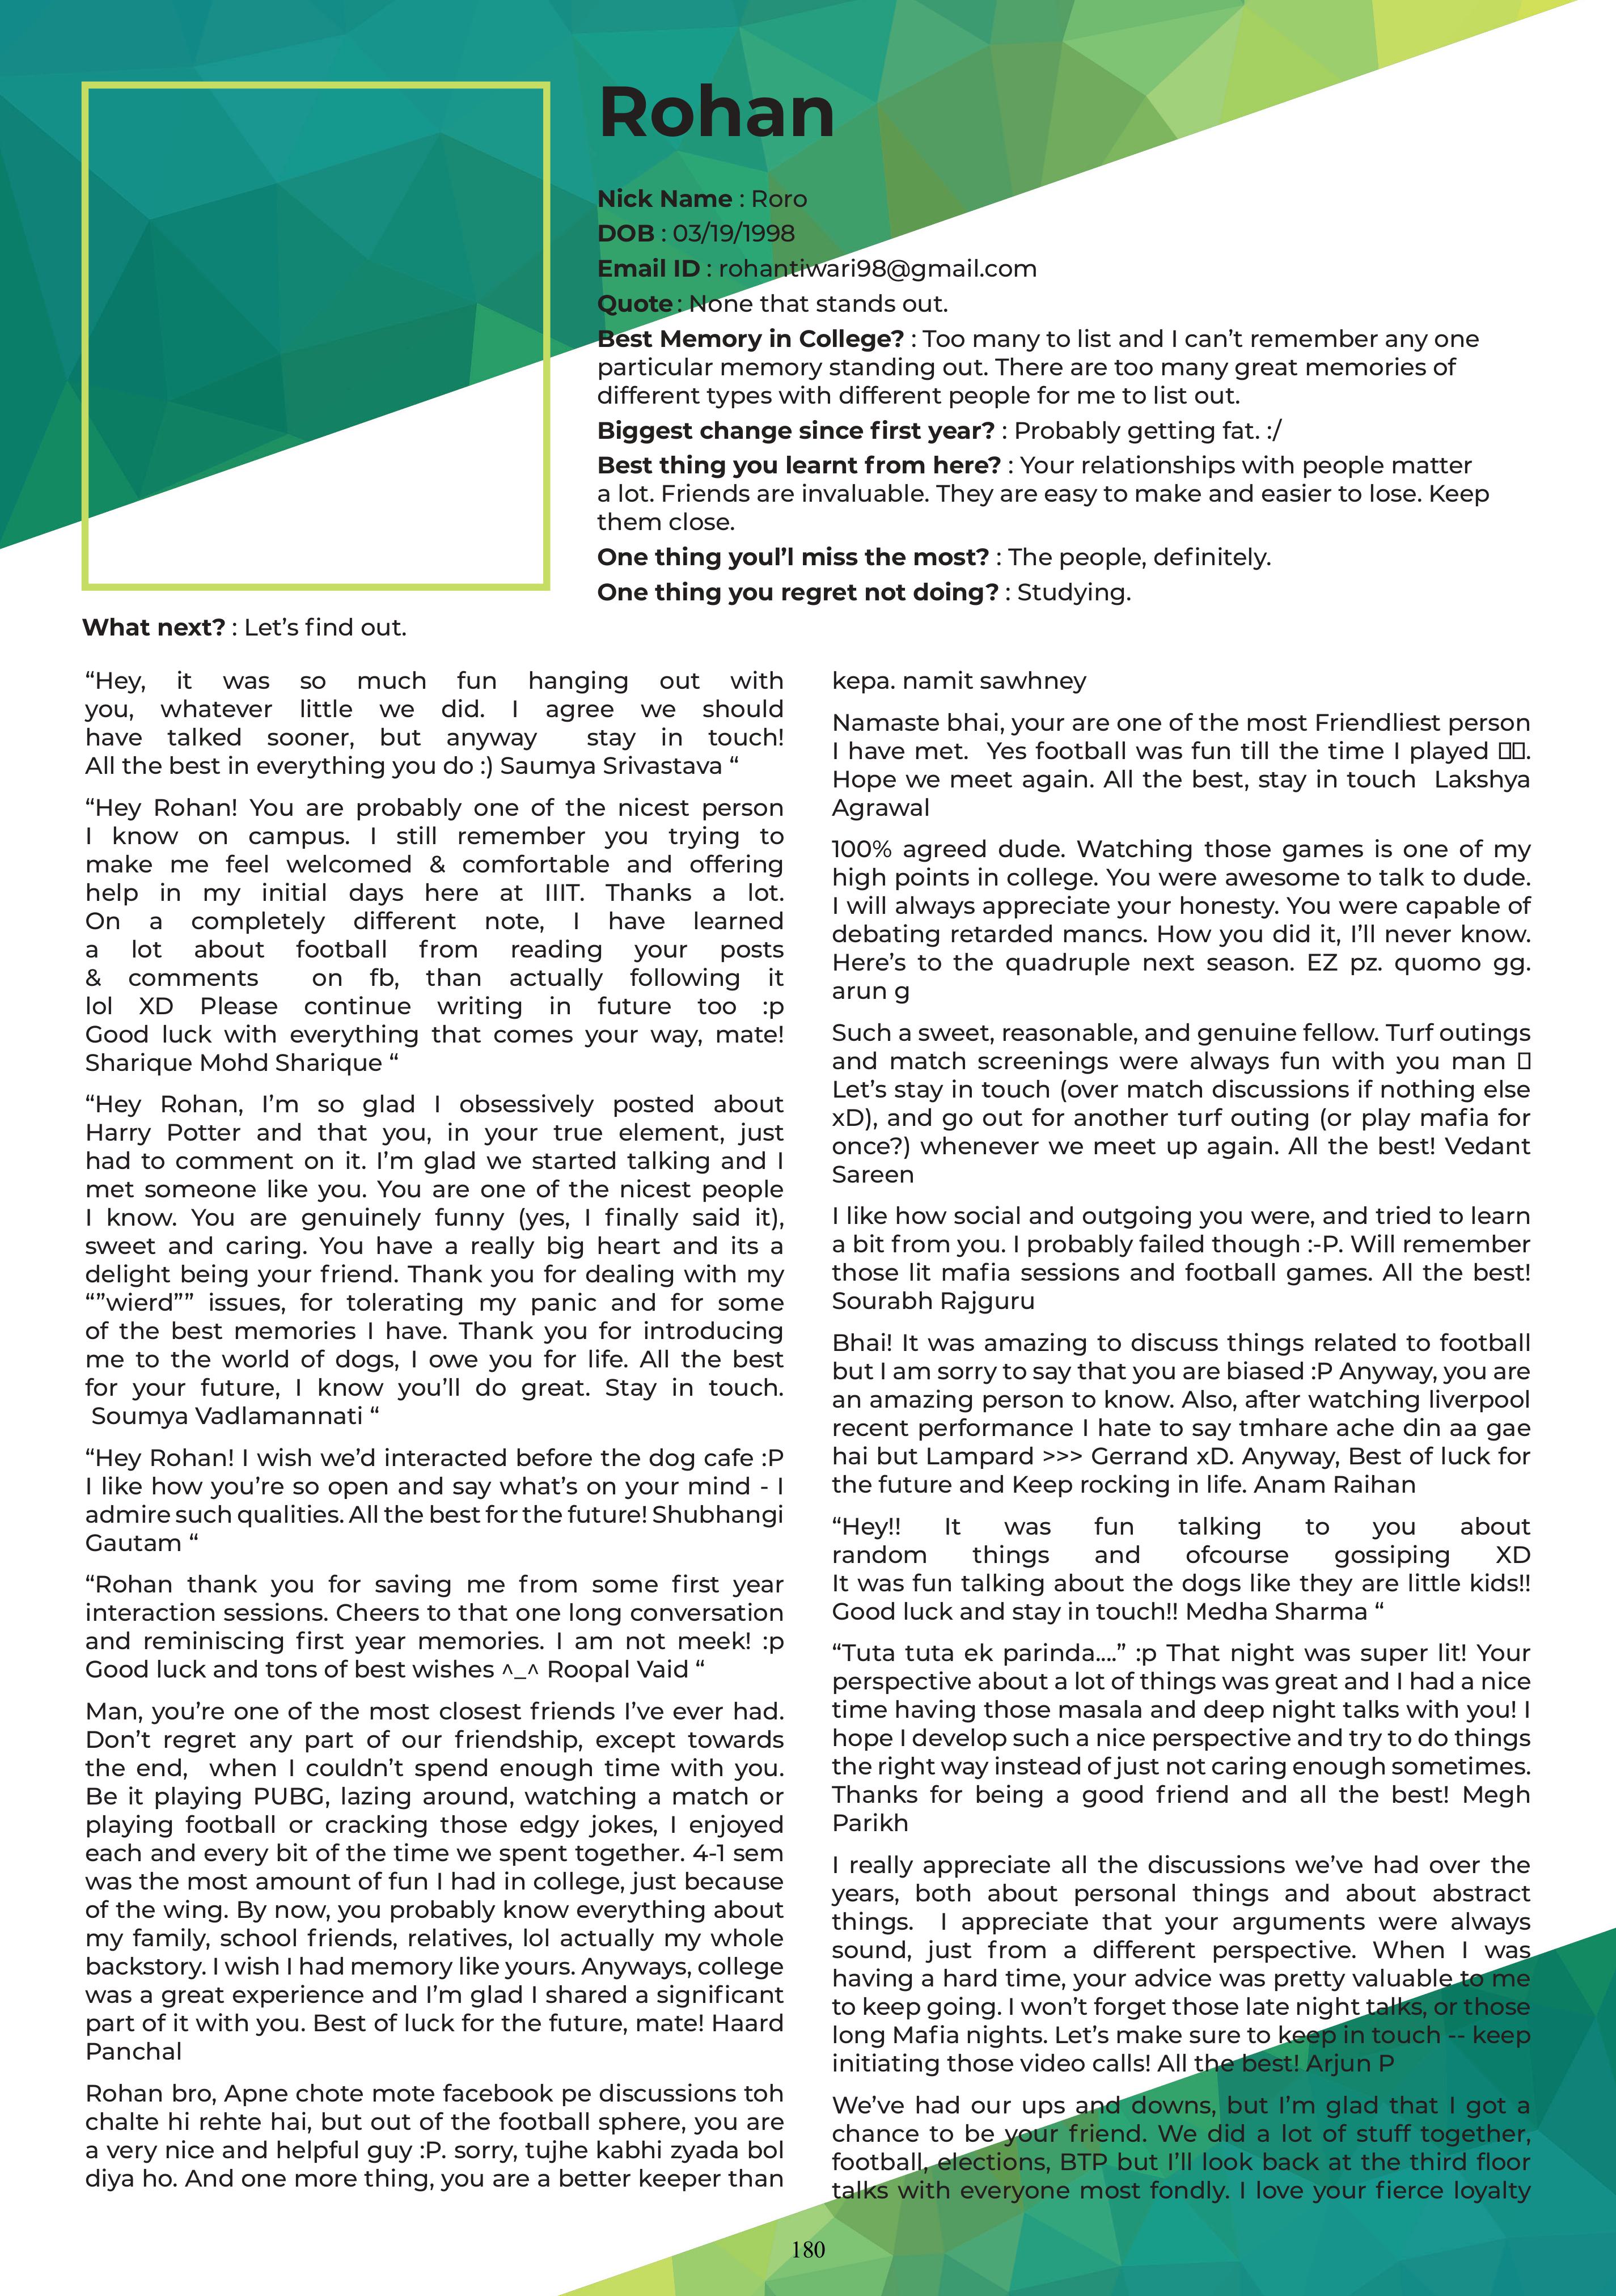 Rohan
Nick Name : Roro
DOB : 03/19/1998
Email ID : rohantiwari98@gmail.com
Quote : None that stands out.
Best Memory in College? : Too many to list and I can’t remember any one
particular memory standing out. There are too many great memories of
different types with different people for me to list out.
Biggest change since first year? : Probably getting fat. :/
Best thing you learnt from here? : Your relationships with people matter
a lot. Friends are invaluable. They are easy to make and easier to lose. Keep
them close.
One thing youl’l miss the most? : The people, definitely.
One thing you regret not doing? : Studying.
What next? : Let’s find out.
“Hey, it was so much fun hanging out with
you, whatever little we did. I agree we should
have talked sooner, but anyway stay in touch!
All the best in everything you do :) Saumya Srivastava “
“Hey Rohan! You are probably one of the nicest person
I know on campus. I still remember you trying to
make me feel welcomed & comfortable and offering
help in my initial days here at IIIT. Thanks a lot.
On a completely different note, I have learned
a lot about football from reading your posts
& comments on fb, than actually following it
lol XD Please continue writing in future too :p
Good luck with everything that comes your way, mate!
Sharique Mohd Sharique “
“Hey Rohan, I’m so glad I obsessively posted about
Harry Potter and that you, in your true element, just
had to comment on it. I’m glad we started talking and I
met someone like you. You are one of the nicest people
I know. You are genuinely funny (yes, I finally said it),
sweet and caring. You have a really big heart and its a
delight being your friend. Thank you for dealing with my
“”wierd”” issues, for tolerating my panic and for some
of the best memories I have. Thank you for introducing
me to the world of dogs, I owe you for life. All the best
for your future, I know you’ll do great. Stay in touch.
Soumya Vadlamannati “
“Hey Rohan! I wish we’d interacted before the dog cafe :P
I like how you’re so open and say what’s on your mind - I
admire such qualities. All the best for the future! Shubhangi
Gautam “
“Rohan thank you for saving me from some first year
interaction sessions. Cheers to that one long conversation
and reminiscing first year memories. I am not meek! :p
Good luck and tons of best wishes ^_^ Roopal Vaid “
Man, you’re one of the most closest friends I’ve ever had.
Don’t regret any part of our friendship, except towards
the end, when I couldn’t spend enough time with you.
Be it playing PUBG, lazing around, watching a match or
playing football or cracking those edgy jokes, I enjoyed
each and every bit of the time we spent together. 4-1 sem
was the most amount of fun I had in college, just because
of the wing. By now, you probably know everything about
my family, school friends, relatives, lol actually my whole
backstory. I wish I had memory like yours. Anyways, college
was a great experience and I’m glad I shared a significant
part of it with you. Best of luck for the future, mate! Haard
Panchal
Rohan bro, Apne chote mote facebook pe discussions toh
chalte hi rehte hai, but out of the football sphere, you are
a very nice and helpful guy :P. sorry, tujhe kabhi zyada bol
diya ho. And one more thing, you are a better keeper than
kepa. namit sawhney
Namaste bhai, your are one of the most Friendliest person
I have met. Yes football was fun till the time I played □□.
Hope we meet again. All the best, stay in touch Lakshya
Agrawal
100% agreed dude. Watching those games is one of my
high points in college. You were awesome to talk to dude.
I will always appreciate your honesty. You were capable of
debating retarded mancs. How you did it, I’ll never know.
Here’s to the quadruple next season. EZ pz. quomo gg.
arun g
Such a sweet, reasonable, and genuine fellow. Turf outings
and match screenings were always fun with you man □
Let’s stay in touch (over match discussions if nothing else
xD), and go out for another turf outing (or play mafia for
once?) whenever we meet up again. All the best! Vedant
Sareen
I like how social and outgoing you were, and tried to learn
a bit from you. I probably failed though :-P. Will remember
those lit mafia sessions and football games. All the best!
Sourabh Rajguru
Bhai! It was amazing to discuss things related to football
but I am sorry to say that you are biased :P Anyway, you are
an amazing person to know. Also, after watching liverpool
recent performance I hate to say tmhare ache din aa gae
hai but Lampard >>> Gerrand xD. Anyway, Best of luck for
the future and Keep rocking in life. Anam Raihan
“Hey!! It was fun talking to you about
random things and ofcourse gossiping XD
It was fun talking about the dogs like they are little kids!!
Good luck and stay in touch!! Medha Sharma “
“Tuta tuta ek parinda....” :p That night was super lit! Your
perspective about a lot of things was great and I had a nice
time having those masala and deep night talks with you! I
hope I develop such a nice perspective and try to do things
the right way instead of just not caring enough sometimes.
Thanks for being a good friend and all the best! Megh
Parikh
I really appreciate all the discussions we’ve had over the
years, both about personal things and about abstract
things. I appreciate that your arguments were always
sound, just from a different perspective. When I was
having a hard time, your advice was pretty valuable to me
to keep going. I won’t forget those late night talks, or those
long Mafia nights. Let’s make sure to keep in touch -- keep
initiating those video calls! All the best! Arjun P
We’ve had our ups and downs, but I’m glad that I got a
chance to be your friend. We did a lot of stuff together,
football, elections, BTP but I’ll look back at the third floor
talks with everyone most fondly. I love your fierce loyalty
180